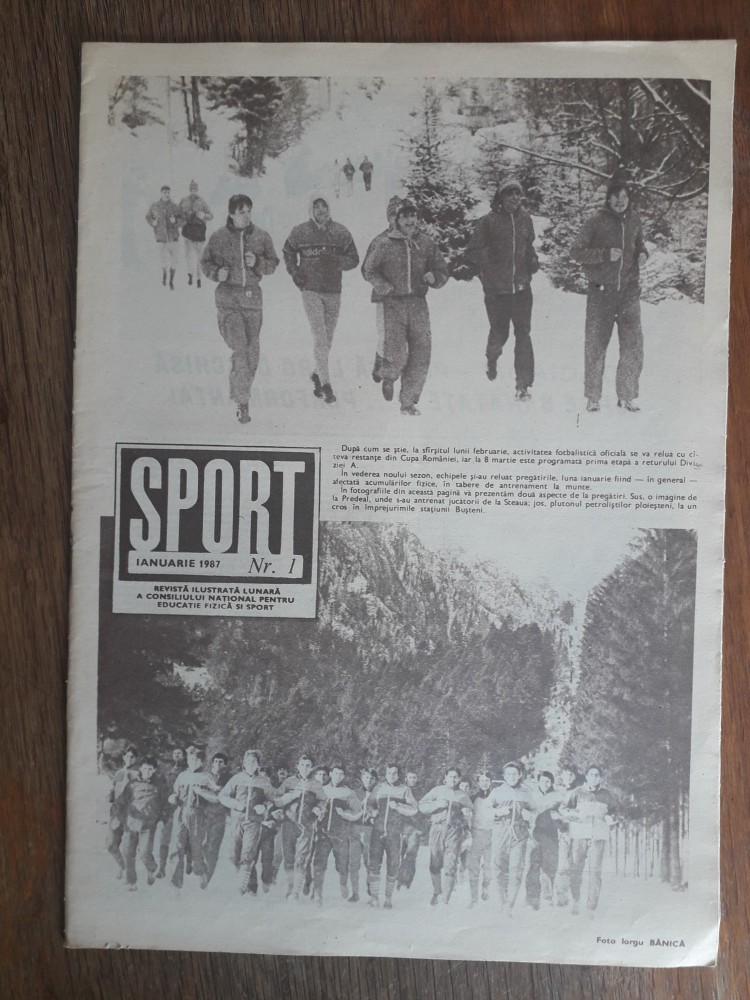 După cum se știe, la sfîrșitul lunii februarie, activitatea fotbalistică oficială se va relua cu cî-
teva restanțe din Cupa României, iar la 8 martie este programată prima etapă a returului Divi-
ziei A.
În vederea noului sezon, echipele și-au reluat pregătirile, luna ianuarie fiind — în general —
afectată acumulărilor fizice, în tabere de antrenament la munte.
În fotografiile din această pagină vă prezentăm două aspecte de la pregătiri. Sus, o imagine de
la Predeal, unde s-au antrenat jucătorii de la Steaua; jos, plutonul petroliștilor ploieșteni, la un
cros în împrejurimile stațiunii Bușteni.
SPORT
IANUARIE 1987 Nr. 1
REVISTĂ ILUSTRATĂ LUNARĂ
A CONSILIULUI NAȚIONAL PENTRU
EDUCAȚIE FIZICĂ ȘI SPORT
Foto Iorgu BĂNICĂ